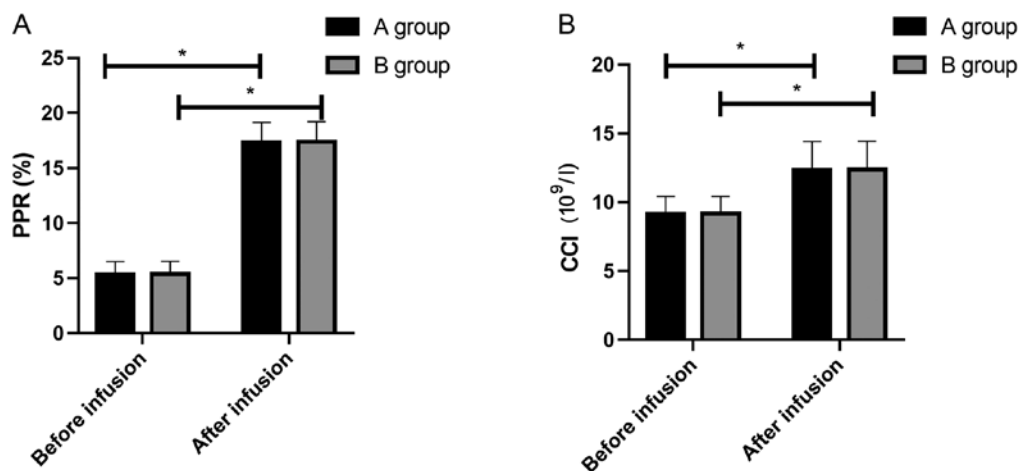 A
A group
B group
25
20
15
10
5
0
PPR (%)
*
*
Before infusion
After infusion
B
A group
B group
20
15
10
5
0
CCI (10⁹/l)
*
*
Before infusion
After infusion